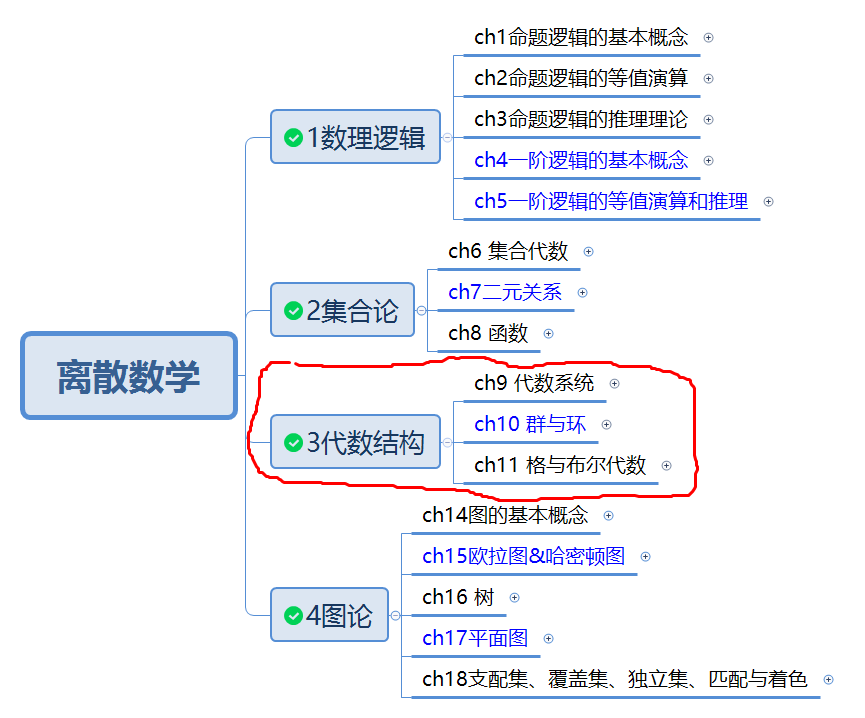 离散数学
1数理逻辑
ch1命题逻辑的基本概念
ch2命题逻辑的等值演算
ch3命题逻辑的推理理论
ch4一阶逻辑的基本概念
ch5一阶逻辑的等值演算和推理
2集合论
ch6 集合代数
ch7二元关系
ch8 函数
3代数结构
ch9 代数系统
ch10 群与环
ch11 格与布尔代数
4图论
ch14图的基本概念
ch15欧拉图&哈密顿图
ch16 树
ch17平面图
ch18支配集、覆盖集、独立集、匹配与着色